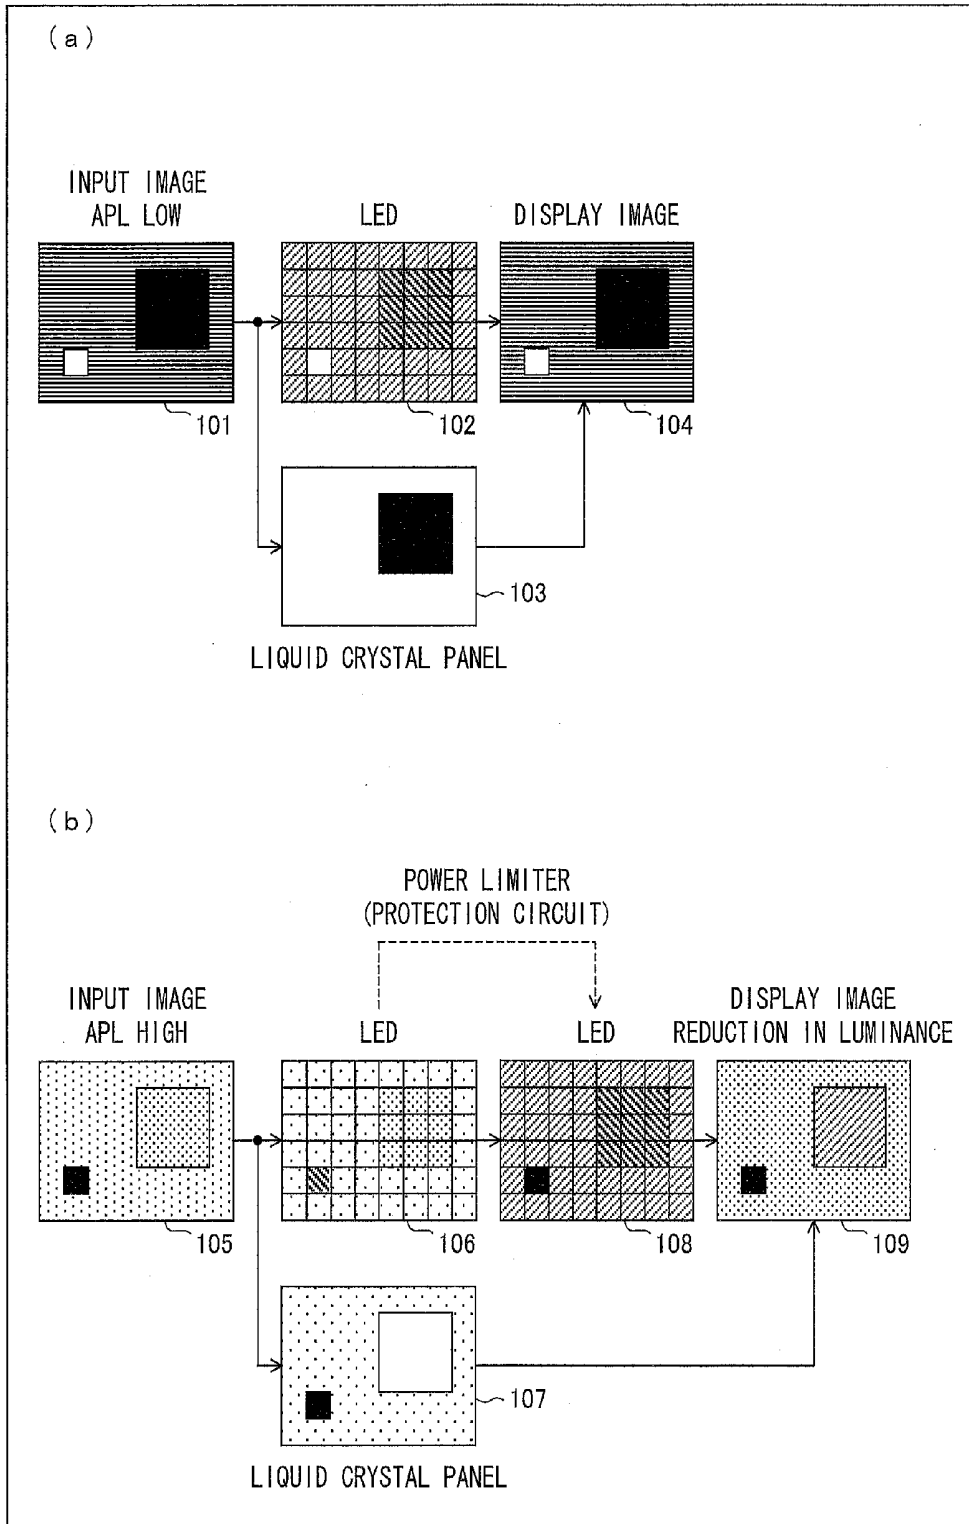 (a)
INPUT IMAGE
APL LOW
LED
DISPLAY IMAGE
101
102
104
103
LIQUID CRYSTAL PANEL
(b)
POWER LIMITER
(PROTECTION CIRCUIT)
INPUT IMAGE
APL HIGH
LED
LED
DISPLAY IMAGE
REDUCTION IN LUMINANCE
105
106
108
109
107
LIQUID CRYSTAL PANEL